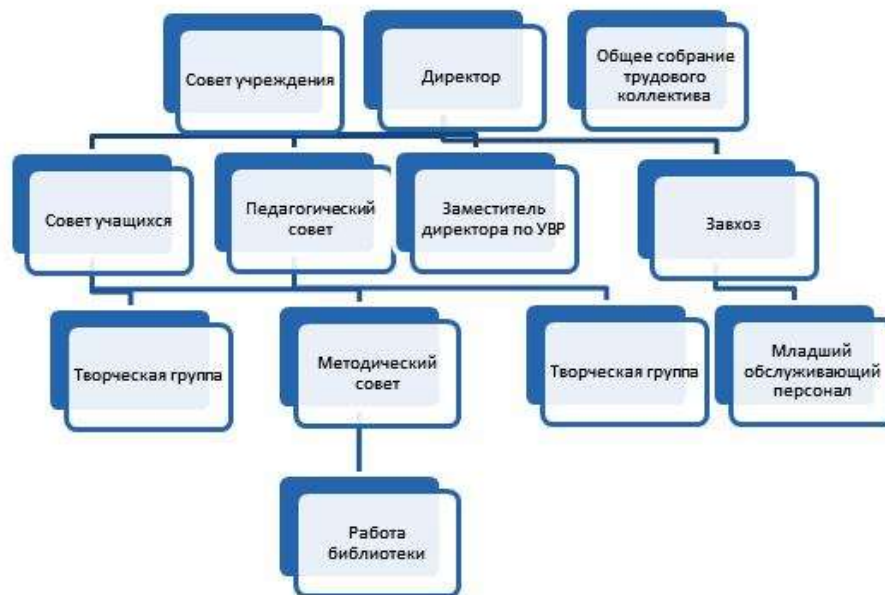 Совет учреждения
Директор
Общее собрание
трудового
коллектива
Совет учащихся
Педагогический
совет
Заместитель
директора по УВР
Завхоз
Творческая группа
Методический
совет
Творческая группа
Младший
обслуживающий
персонал
Работа
библиотеки